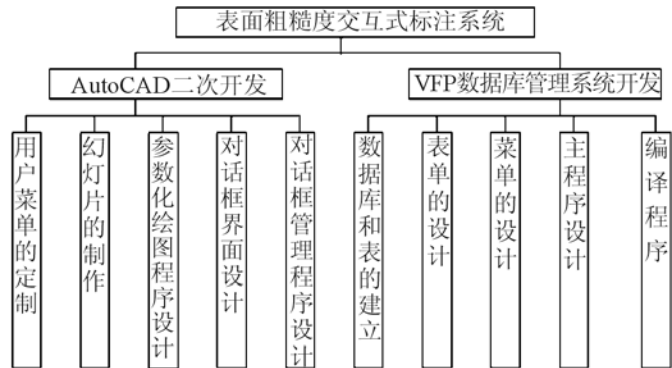 表面粗糙度交互式标注系统
AutoCAD二次开发
VFP数据库管理系统开发
用户菜单的定制
幻灯片的制作
参数化绘图程序设计
对话框界面设计
对话框管理程序设计
数据库和表的建立
表单的设计
菜单的设计
主程序设计
编译程序